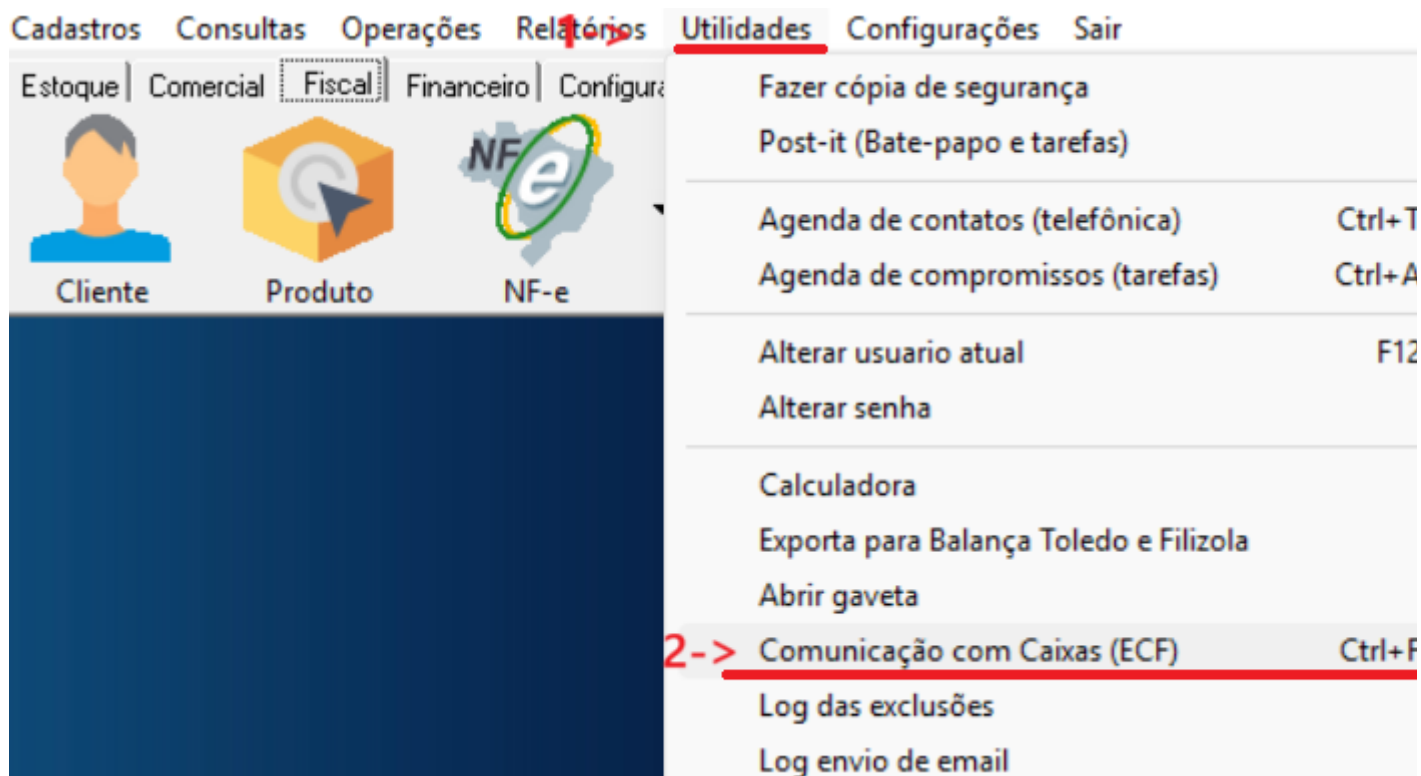 Cadastros Consultas Operações Relatórios Utilidades Configurações Sair
1->
Estoque Comercial Fiscal Financeiro Configura
NF e
Cliente Produto NF-e
Fazer cópia de segurança
Post-it (Bate-papo e tarefas)
Agenda de contatos (telefônica) Ctrl+T
Agenda de compromissos (tarefas) Ctrl+A
Alterar usuario atual F12
Alterar senha
Calculadora
Exporta para Balança Toledo e Filizola
Abrir gaveta
2-> Comunicação com Caixas (ECF) Ctrl+F
Log das exclusões
Log envio de email